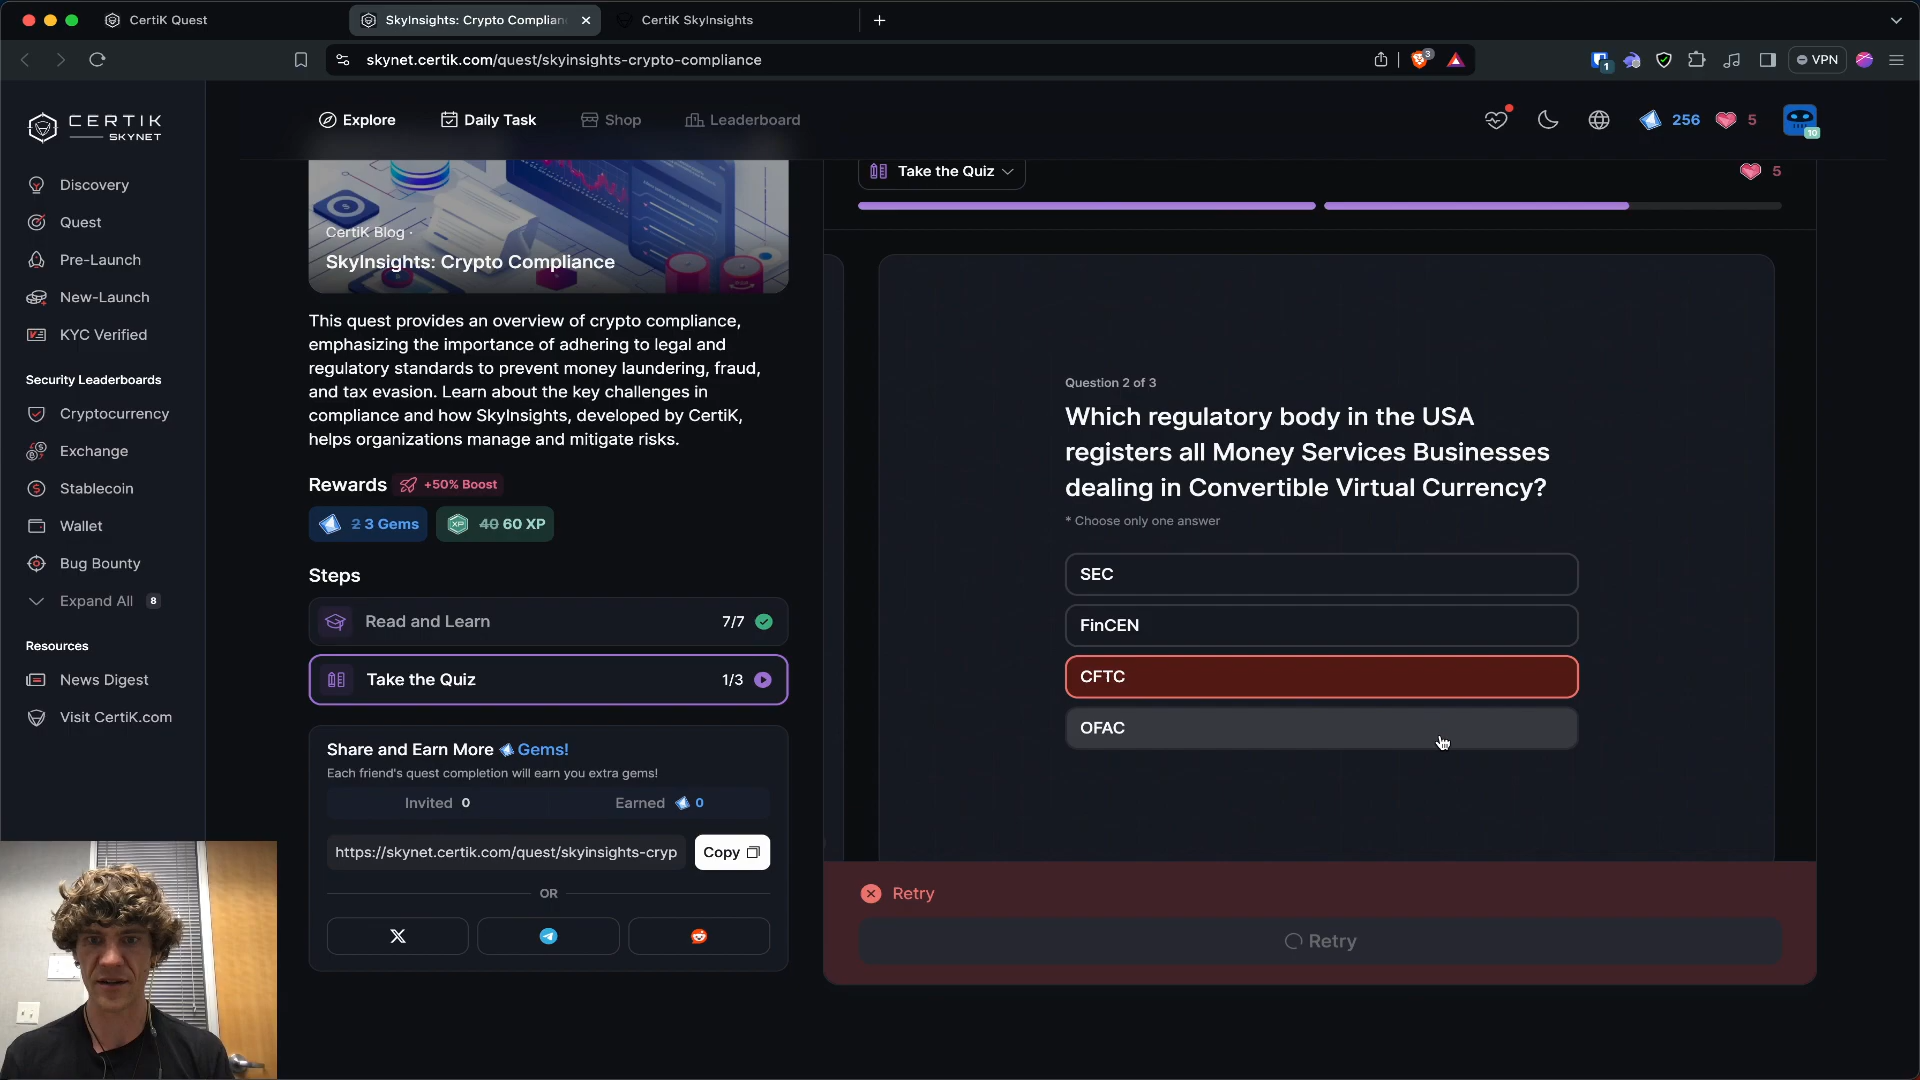 CertiK Quest
SkyInsights: Crypto Complian
CertiK SkyInsights
skynet.certik.com/quest/skyinsights-crypto-compliance
3
1
VPN
CERTIK
SKYNET
Explore
Daily Task
Shop
Leaderboard
256
5
10
Discovery
Quest
Pre-Launch
New-Launch
KYC Verified
Security Leaderboards
Cryptocurrency
Exchange
Stablecoin
Wallet
Bug Bounty
Expand All 8
Resources
News Digest
Visit CertiK.com
CertiK Blog ·
SkyInsights: Crypto Compliance
This quest provides an overview of crypto compliance,
emphasizing the importance of adhering to legal and
regulatory standards to prevent money laundering, fraud,
and tax evasion. Learn about the key challenges in
compliance and how SkyInsights, developed by CertiK,
helps organizations manage and mitigate risks.
Rewards +50% Boost
2 3 Gems
XP 40 60 XP
Steps
Read and Learn 7/7
Take the Quiz 1/3
Share and Earn More Gems!
Each friend's quest completion will earn you extra gems!
Invited 0
Earned 0
https://skynet.certik.com/quest/skyinsights-cryp
Copy
OR
Take the Quiz
5
Question 2 of 3
Which regulatory body in the USA
registers all Money Services Businesses
dealing in Convertible Virtual Currency?
* Choose only one answer
SEC
FinCEN
CFTC
OFAC
Retry
Retry